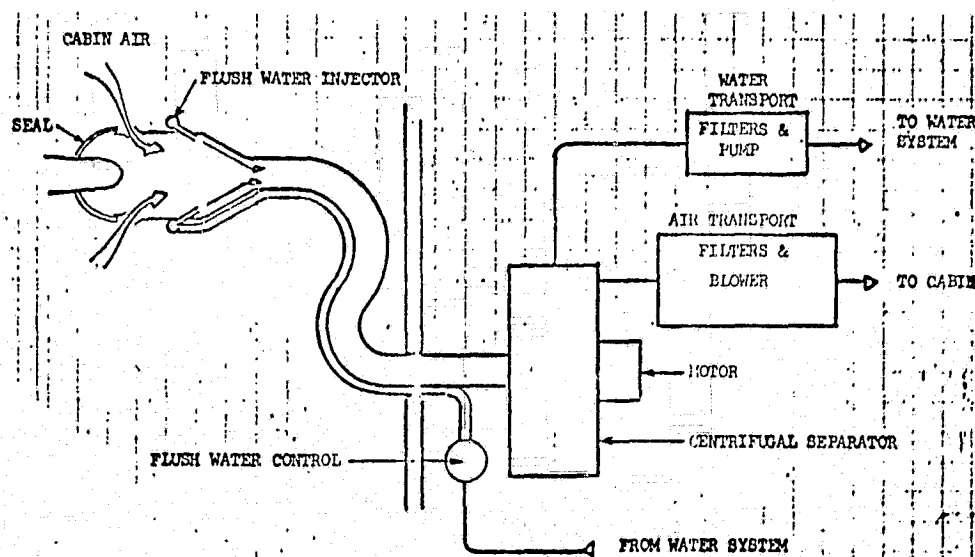 CABIN AIR
FLUSH WATER INJECTOR
SEAL
WATER
TRANSPORT
FILTERS &
PUMP
TO WATER
SYSTEM
AIR TRANSPORT
FILTERS &
BLOWER
TO CABIN
MOTOR
CENTRIFUGAL SEPARATOR
FLUSH WATER CONTROL
FROM WATER SYSTEM